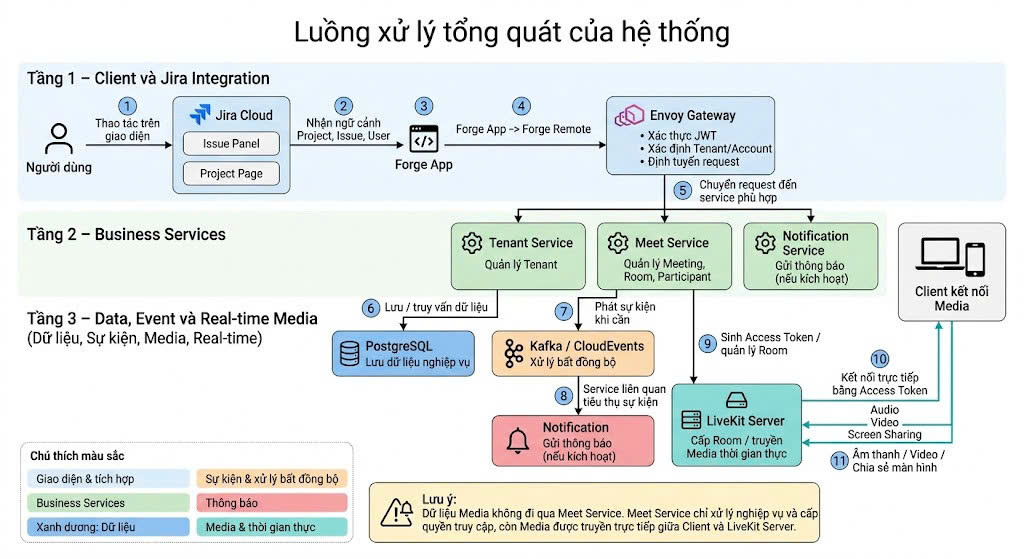 Luồng xử lý tổng quát của hệ thống
Tầng 1 – Client và Jira Integration
1
Thao tác trên
giao diện
Người dùng
Jira Cloud
Issue Panel
Project Page
2
Nhận ngữ cảnh
Project, Issue, User
3
Forge App
4
Forge App -> Forge Remote
Envoy Gateway
• Xác thực JWT
• Xác định Tenant/Account
• Định tuyến request
5
Chuyển request đến
service phù hợp
Tầng 2 – Business Services
Tenant Service
Quản lý Tenant
Meet Service
Quản lý Meeting,
Room, Participant
Notification
Service
Gửi thông báo
(nếu kích hoạt)
Client kết nối
Media
Tầng 3 – Data, Event và Real-time Media
(Dữ liệu, Sự kiện, Media, Real-time)
6
Lưu / truy vấn dữ liệu
PostgreSQL
Lưu dữ liệu nghiệp vụ
7
Phát sự kiện
khi cần
Kafka / CloudEvents
Xử lý bất đồng bộ
8
Service liên quan
tiêu thụ sự kiện
Notification
Gửi thông báo
(nếu kích hoạt)
9
Sinh Access Token /
quản lý Room
LiveKit Server
Cấp Room / truyền
Media thời gian thực
10
Kết nối trực tiếp
bằng Access Token
Audio
Video
Screen Sharing
11
Âm thanh / Video /
Chia sẻ màn hình
Chú thích màu sắc
Giao diện & tích hợp
Sự kiện & xử lý bất đồng bộ
Business Services
Thông báo
Xanh dương: Dữ liệu
Media & thời gian thực
Lưu ý:
Dữ liệu Media không đi qua Meet Service. Meet Service chỉ xử lý nghiệp vụ và cấp
quyền truy cập, còn Media được truyền trực tiếp giữa Client và LiveKit Server.